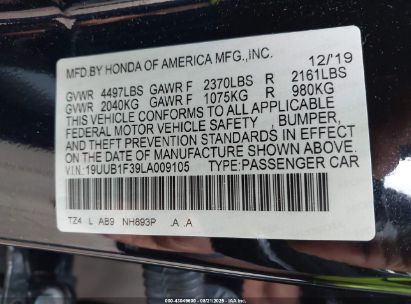 MFD.BY HONDA OF AMERICA MFG.,INC. 12/'19
GVWR 4497LBS GAWR F 2370LBS R 2161LBS
GVWR 2040KG GAWR F 1075KG R 980KG
THIS VEHICLE CONFORMS TO ALL APPLICABLE
FEDERAL MOTOR VEHICLE SAFETY , BUMPER,
AND THEFT PREVENTION STANDARDS IN EFFECT
ON THE DATE OF MANUFACTURE SHOWN ABOVE.
V.I.N:19UUB1F39LA009105 TYPE:PASSENGER CAR
TZ4 L AB9 NH893P .A .A